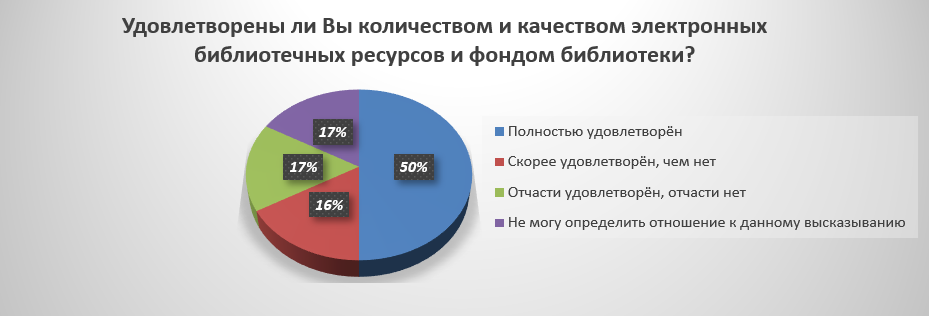 Удовлетворены ли Вы количеством и качеством электронных
библиотечных ресурсов и фондом библиотеки?
17%
17%
50%
16%
Полностью удовлетворён
Скорее удовлетворён, чем нет
Отчасти удовлетворён, отчасти нет
Не могу определить отношение к данному высказыванию